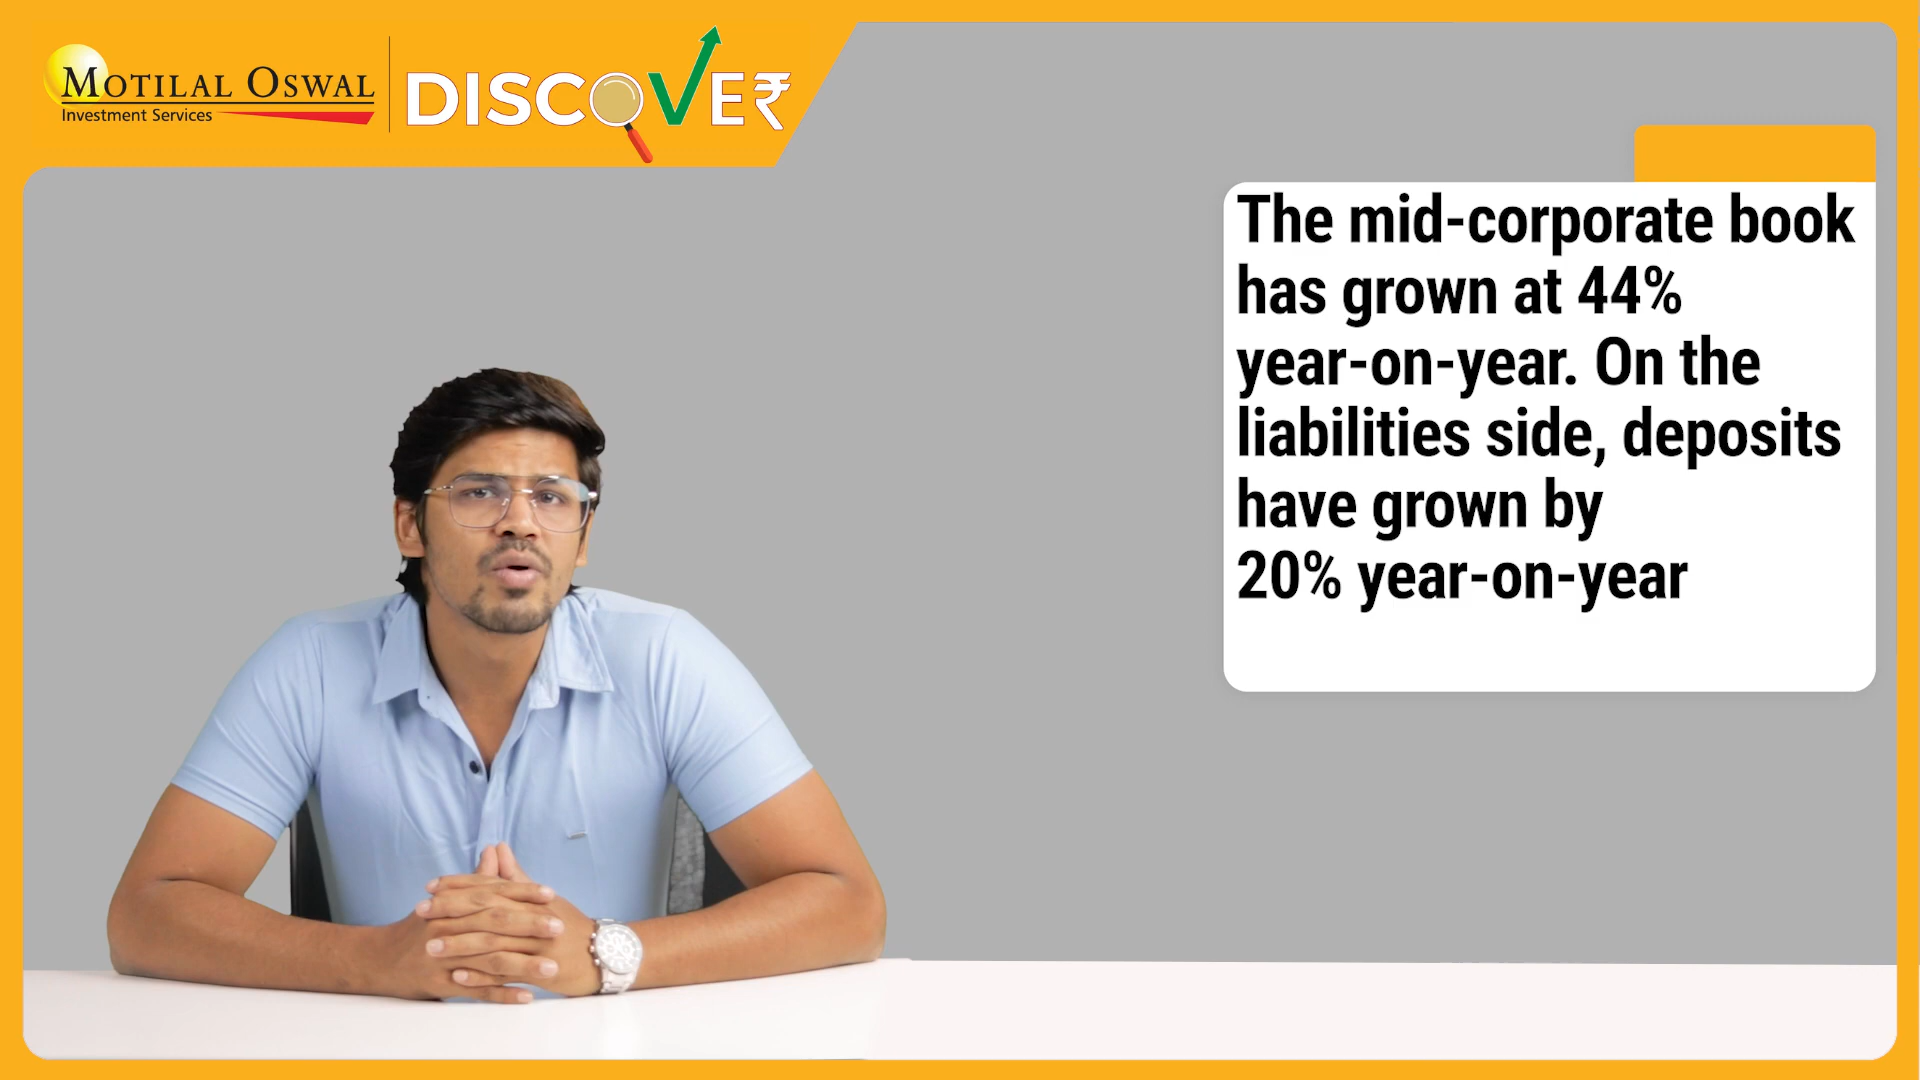 MOTILAL OSWAL
Investment Services
DISCOVE₹
The mid-corporate book
has grown at 44%
year-on-year. On the
liabilities side, deposits
have grown by
20% year-on-year